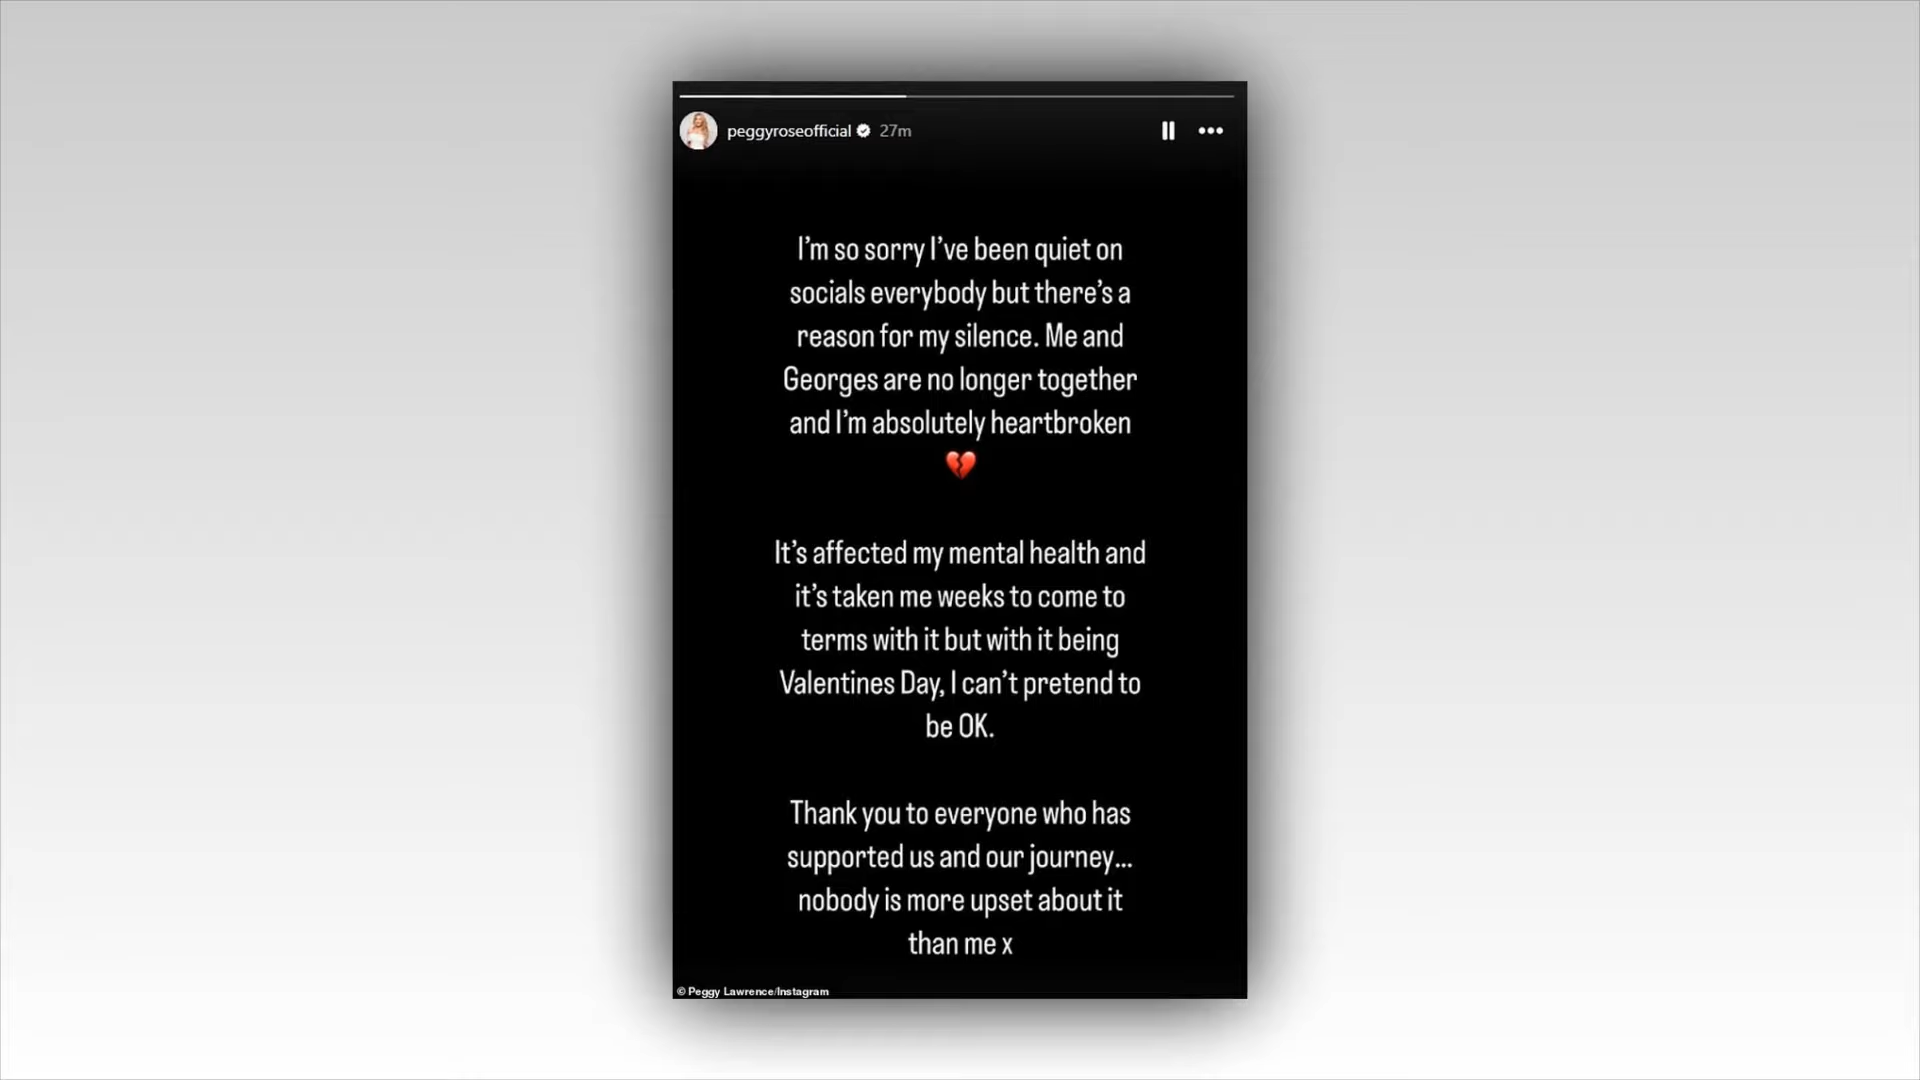 peggyroseofficial 27m
I'm so sorry I've been quiet on
socials everybody but there's a
reason for my silence. Me and
Georges are no longer together
and I'm absolutely heartbroken
💔
It's affected my mental health and
it's taken me weeks to come to
terms with it but with it being
Valentines Day, I can't pretend to
be OK.
Thank you to everyone who has
supported us and our journey...
nobody is more upset about it
than me x
© Peggy Lawrence/Instagram